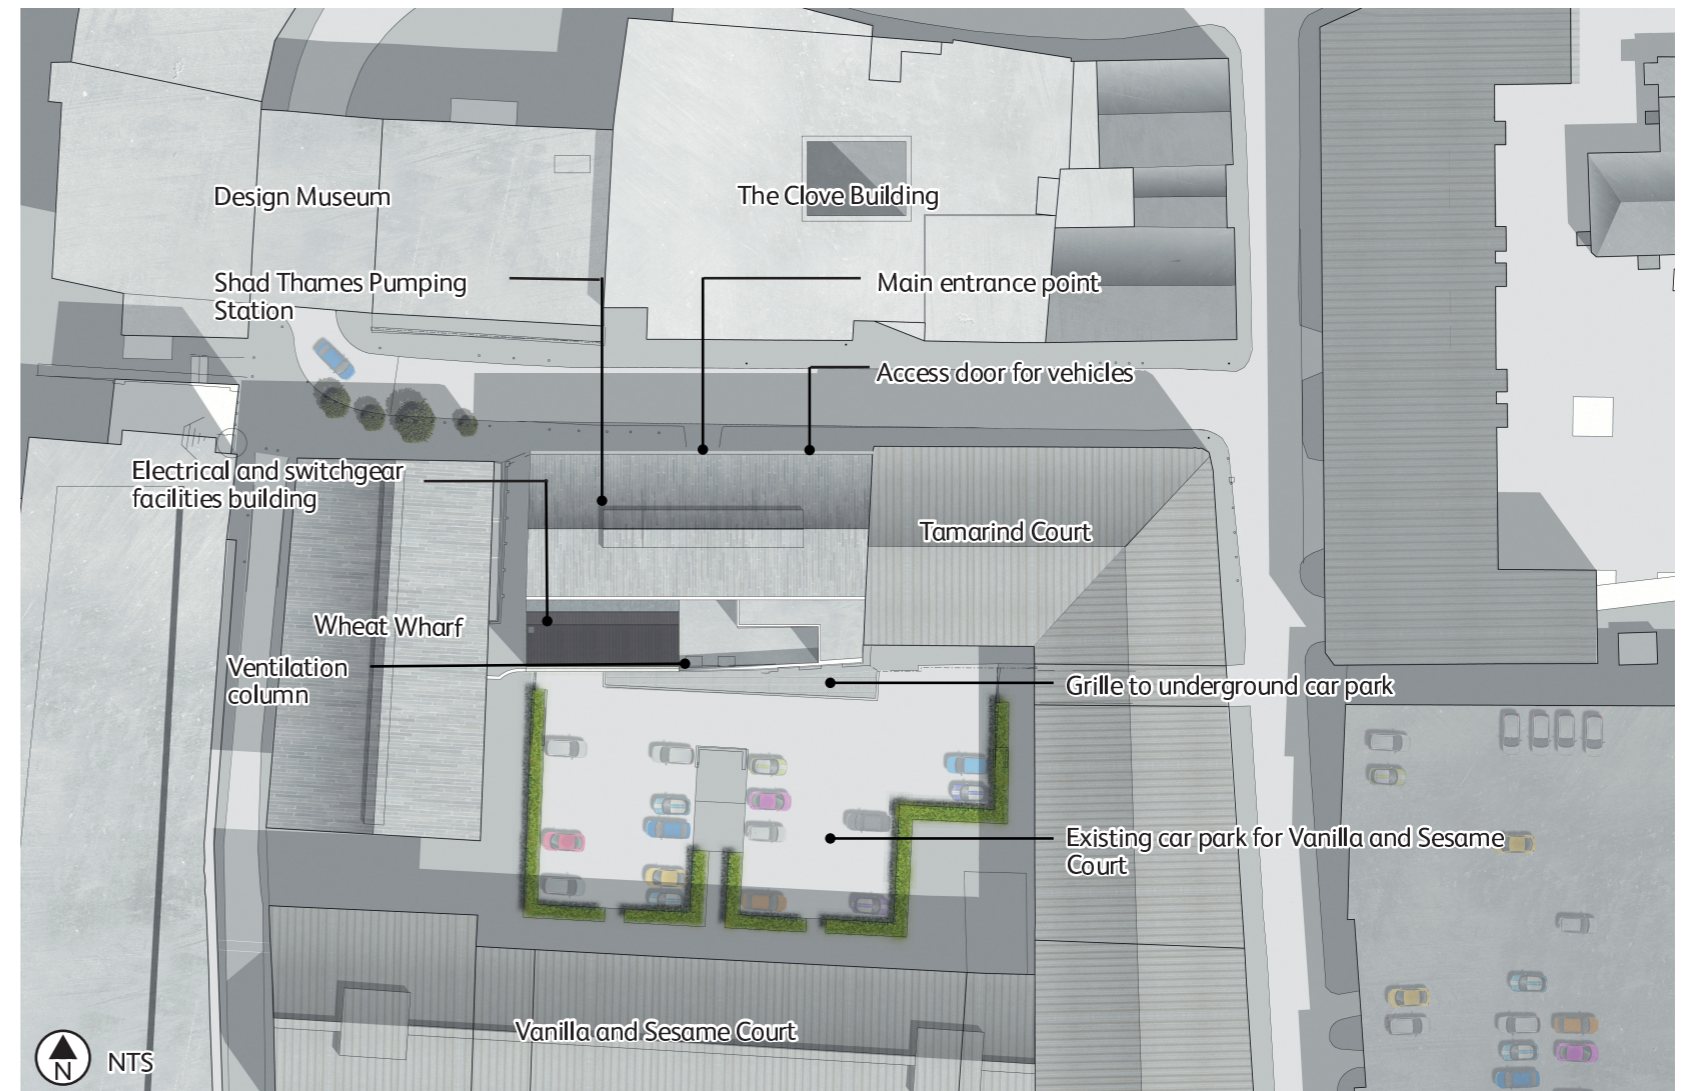 Design Museum
The Clove Building
Shad Thames Pumping
Station
Main entrance point
Access door for vehicles
Electrical and switchgear
facilities building
Tamarind Court
Wheat Wharf
Ventilation
column
Grille to underground car park
Existing car park for Vanilla and Sesame
Court
Vanilla and Sesame Court
N
NTS